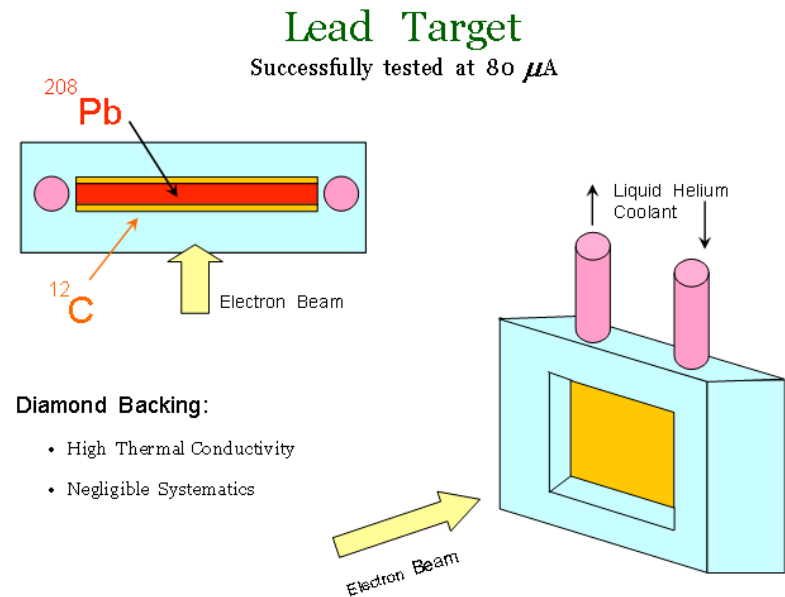 Lead Target
Successfully tested at 80 μA
208
Pb
12
C
Electron Beam
Liquid Helium
Coolant
Diamond Backing:
• High Thermal Conductivity
• Negligible Systematics
Electron Beam